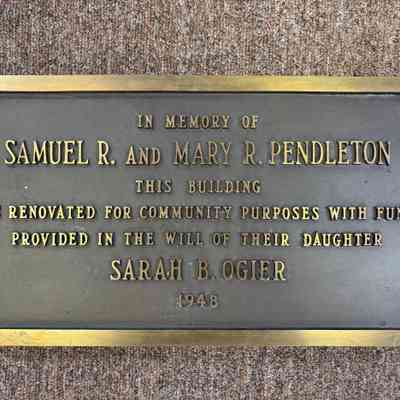 IN MEMORY OF
SAMUEL R. AND MARY R. PENDLETON
THIS BUILDING
RENOVATED FOR COMMUNITY PURPOSES WITH
PROVIDED IN THE WILL OF THEIR DAUGHTER
SARAH B. OGIER
1948